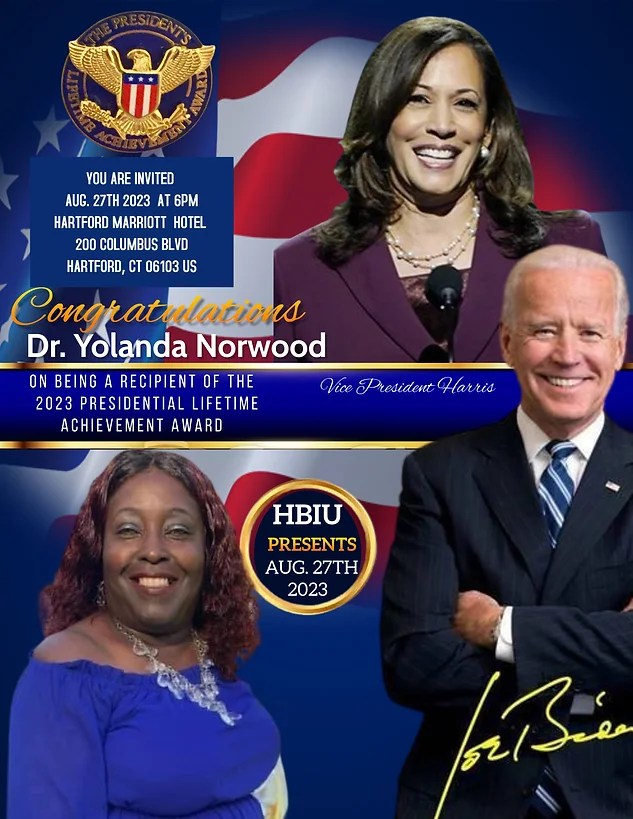 THE PRESIDENT'S
LIFETIME ACHIEVEMENT AWARD
YOU ARE INVITED
AUG. 27TH 2023 AT 6PM
HARTFORD MARRIOTT HOTEL
200 COLUMBUS BLVD
HARTFORD, CT 06103 US
Congratulations
Dr. Yolanda Norwood
ON BEING A RECIPIENT OF THE
2023 PRESIDENTIAL LIFETIME
ACHIEVEMENT AWARD
Vice President Harris
HBIU
PRESENTS
AUG. 27TH
2023
Joe Biden